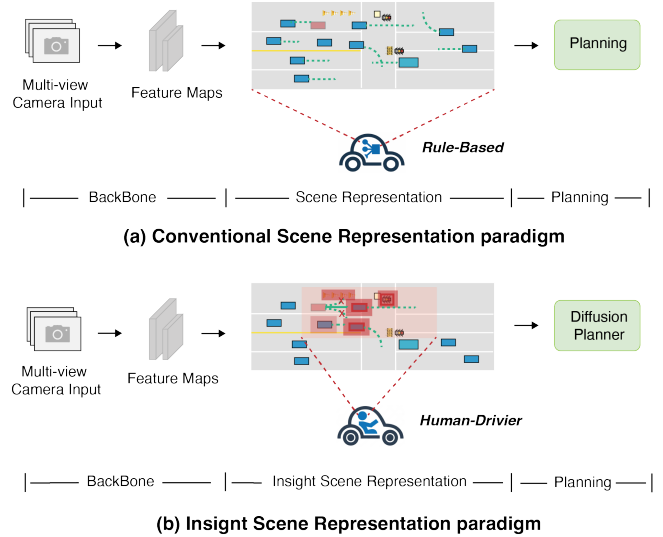 Multi-view
Camera Input
Feature Maps
Planning
Rule-Based
BackBone
Scene Representation
Planning
(a) Conventional Scene Representation paradigm
Multi-view
Camera Input
Feature Maps
Diffusion
Planner
Human-Drivier
BackBone
Insight Scene Representation
Planning
(b) Insignt Scene Representation paradigm